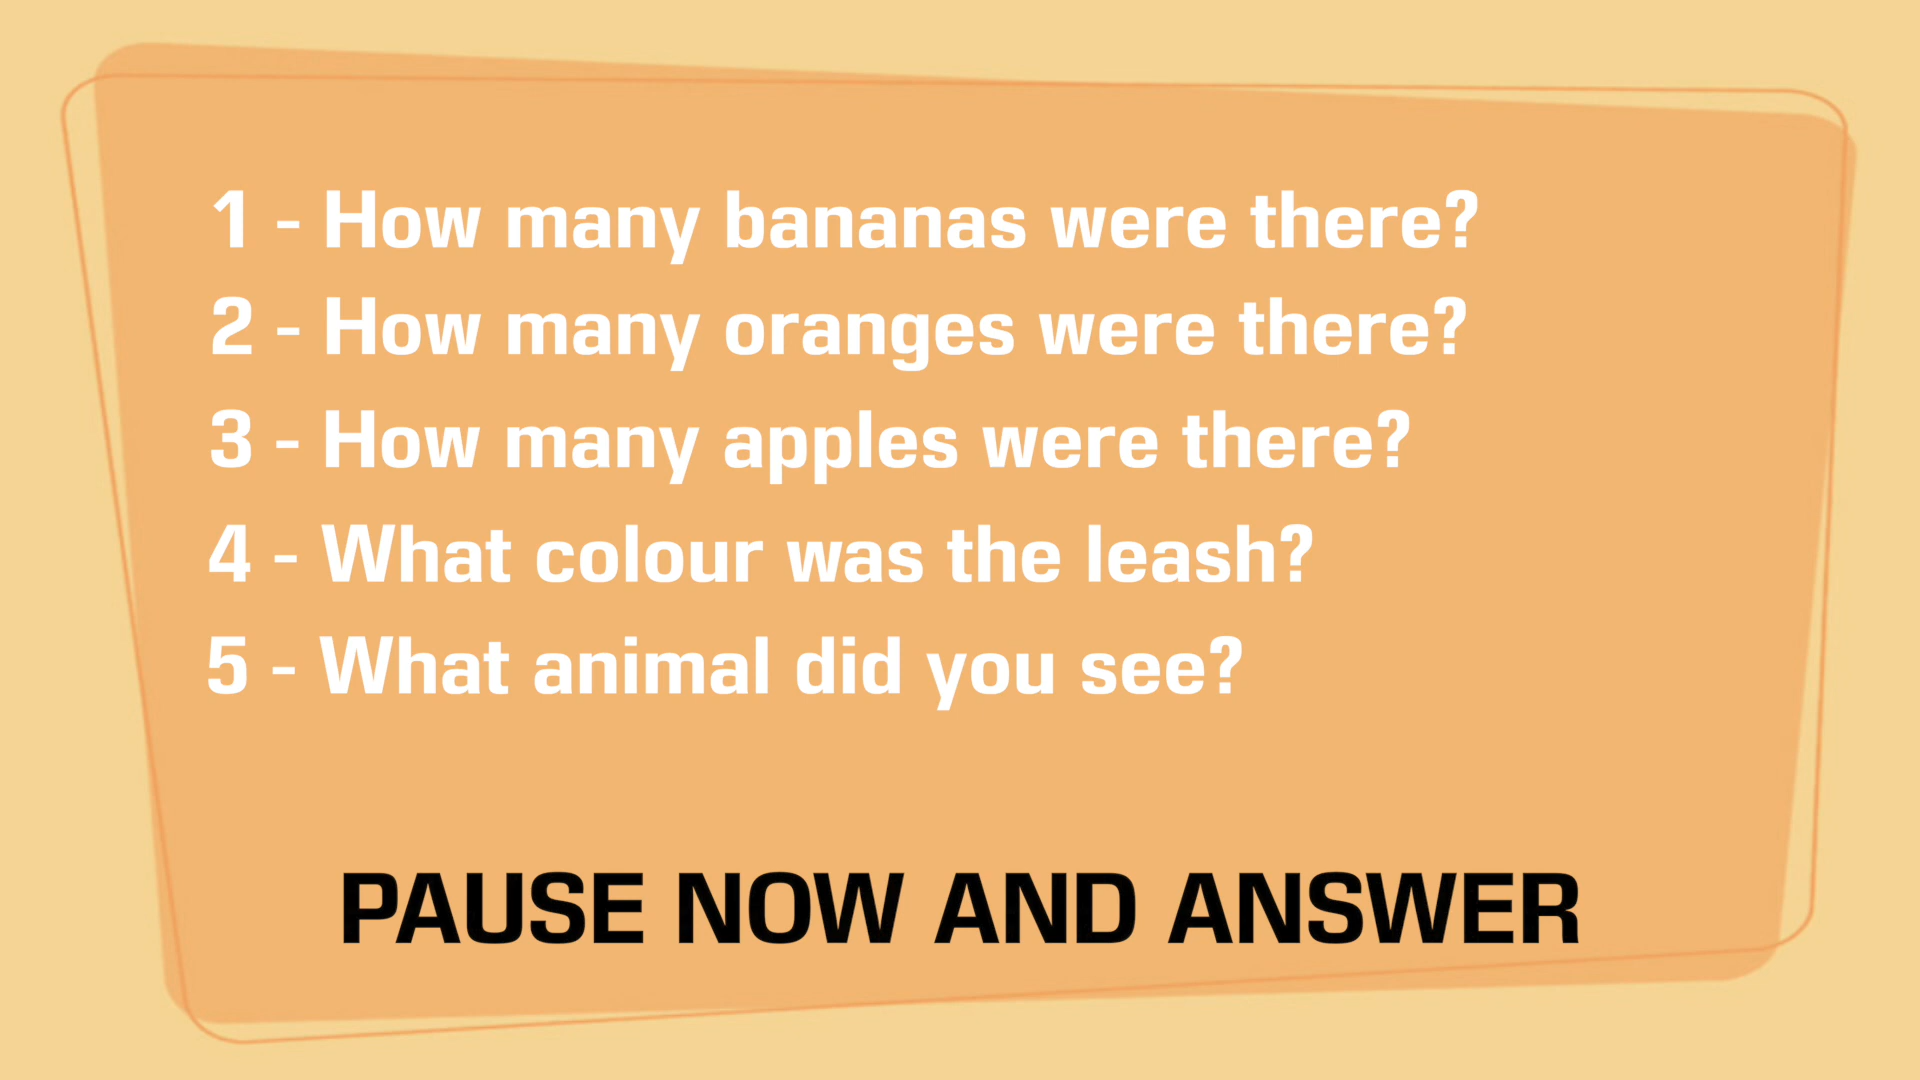 1 - How many bananas were there?
2 - How many oranges were there?
3 - How many apples were there?
4 - What colour was the leash?
5 - What animal did you see?
PAUSE NOW AND ANSWER